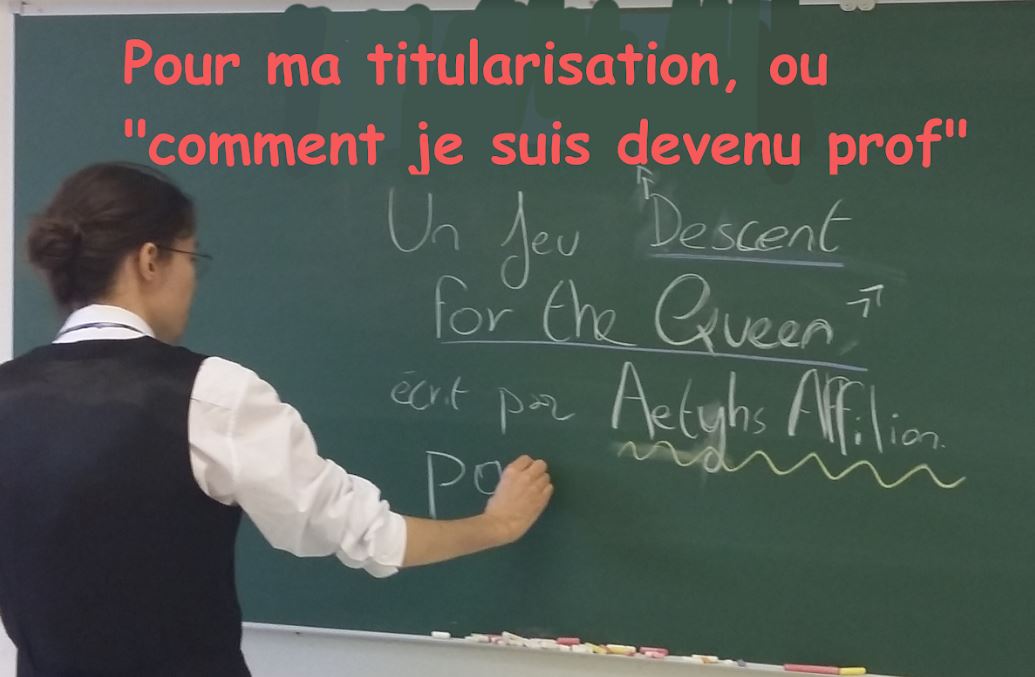 Pour ma titularisation, ou
"comment je suis devenu prof"
Un jeu Descent
for the Queen
écrit par Aetyhs Affilion.
po